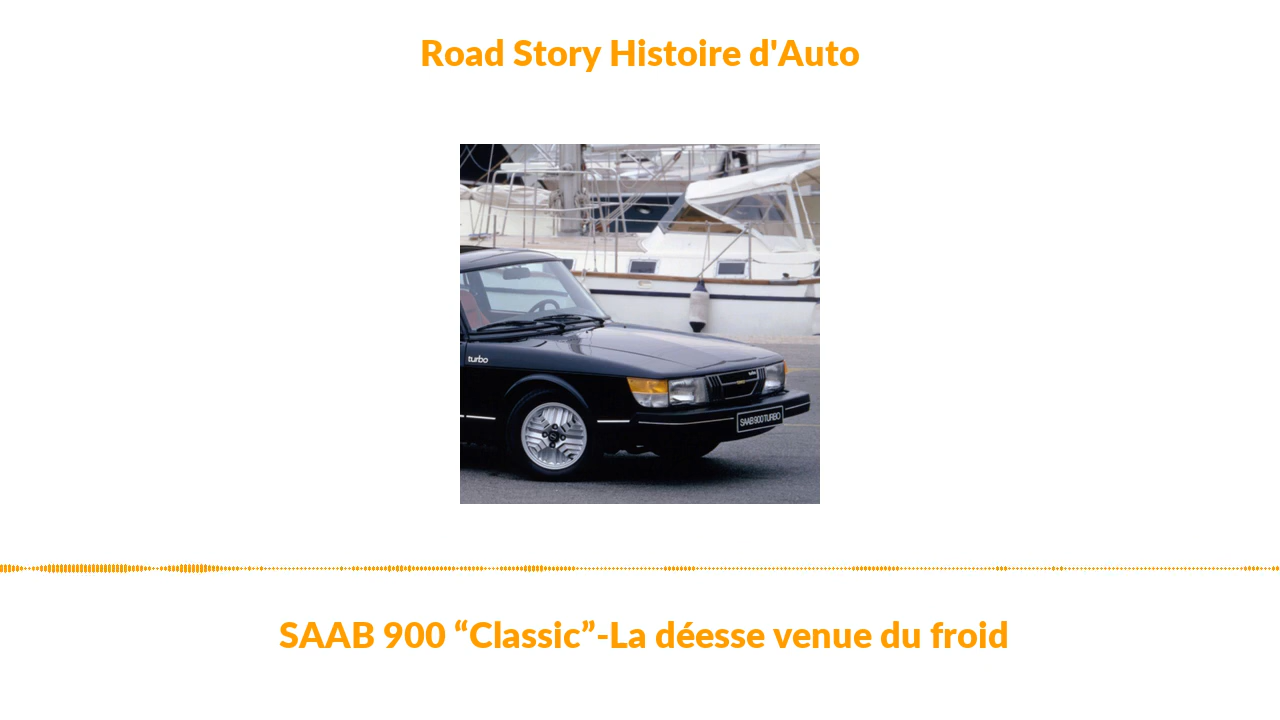 Road Story Histoire d'Auto
turbo
SAAB 900 TURBO
SAAB 900 “Classic”-La déesse venue du froid